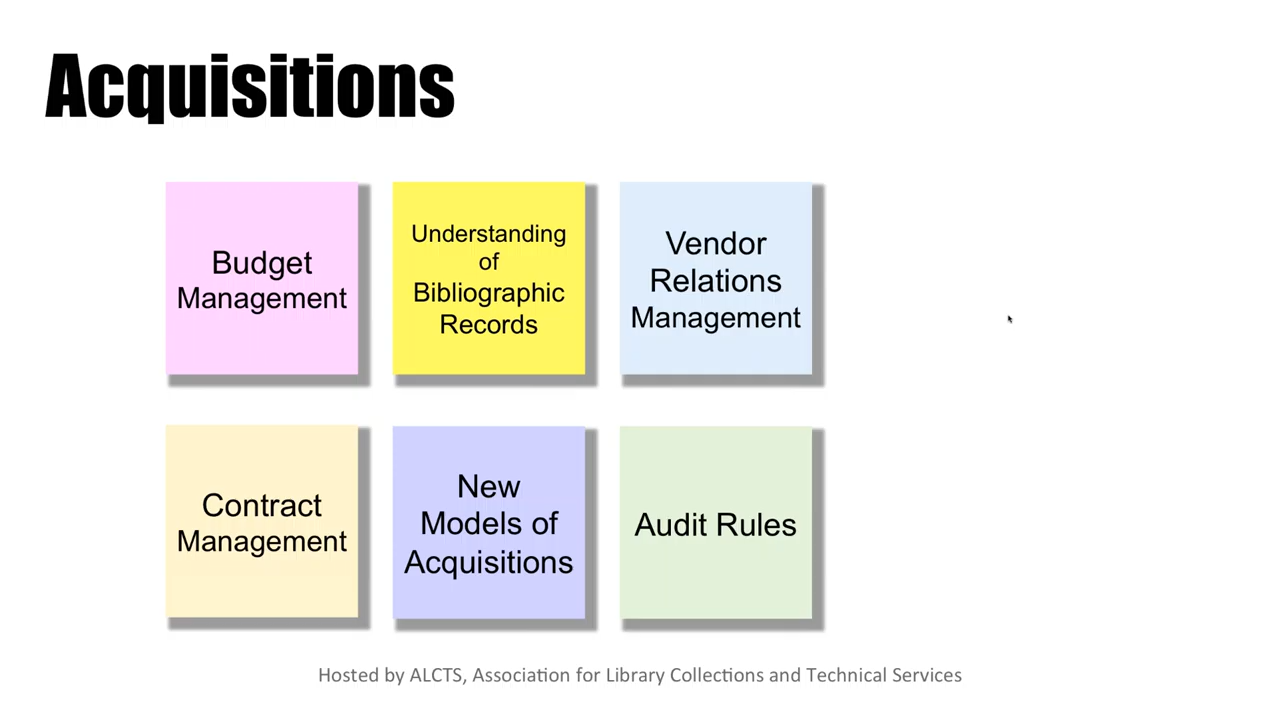 Acquisitions
Budget
Management
Understanding
of
Bibliographic
Records
Vendor
Relations
Management
Contract
Management
New
Models of
Acquisitions
Audit Rules
Hosted by ALCTS, Association for Library Collections and Technical Services